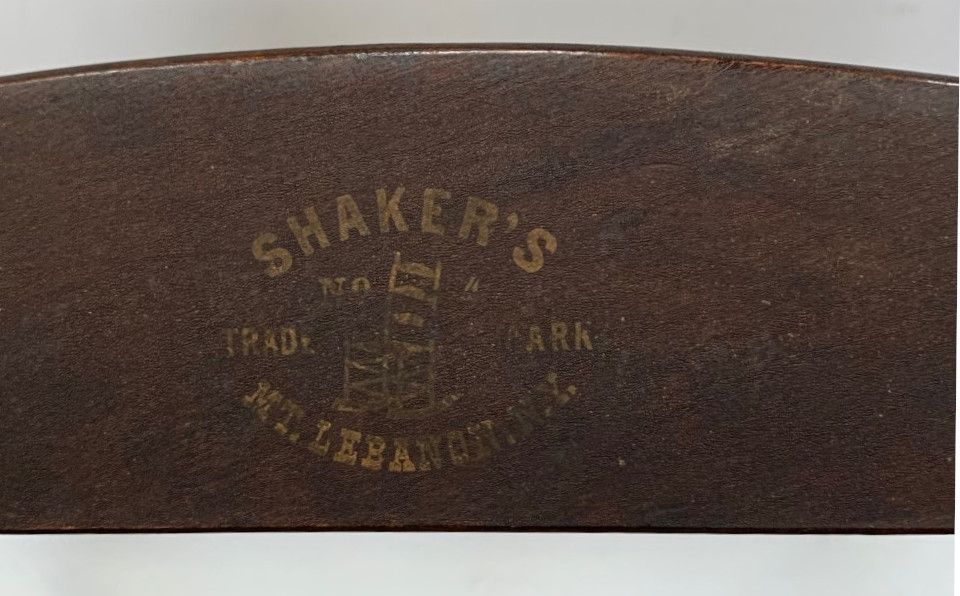 SHAKER'S
NO "
TRADE MARK
MT. LEBANON. N.Y.